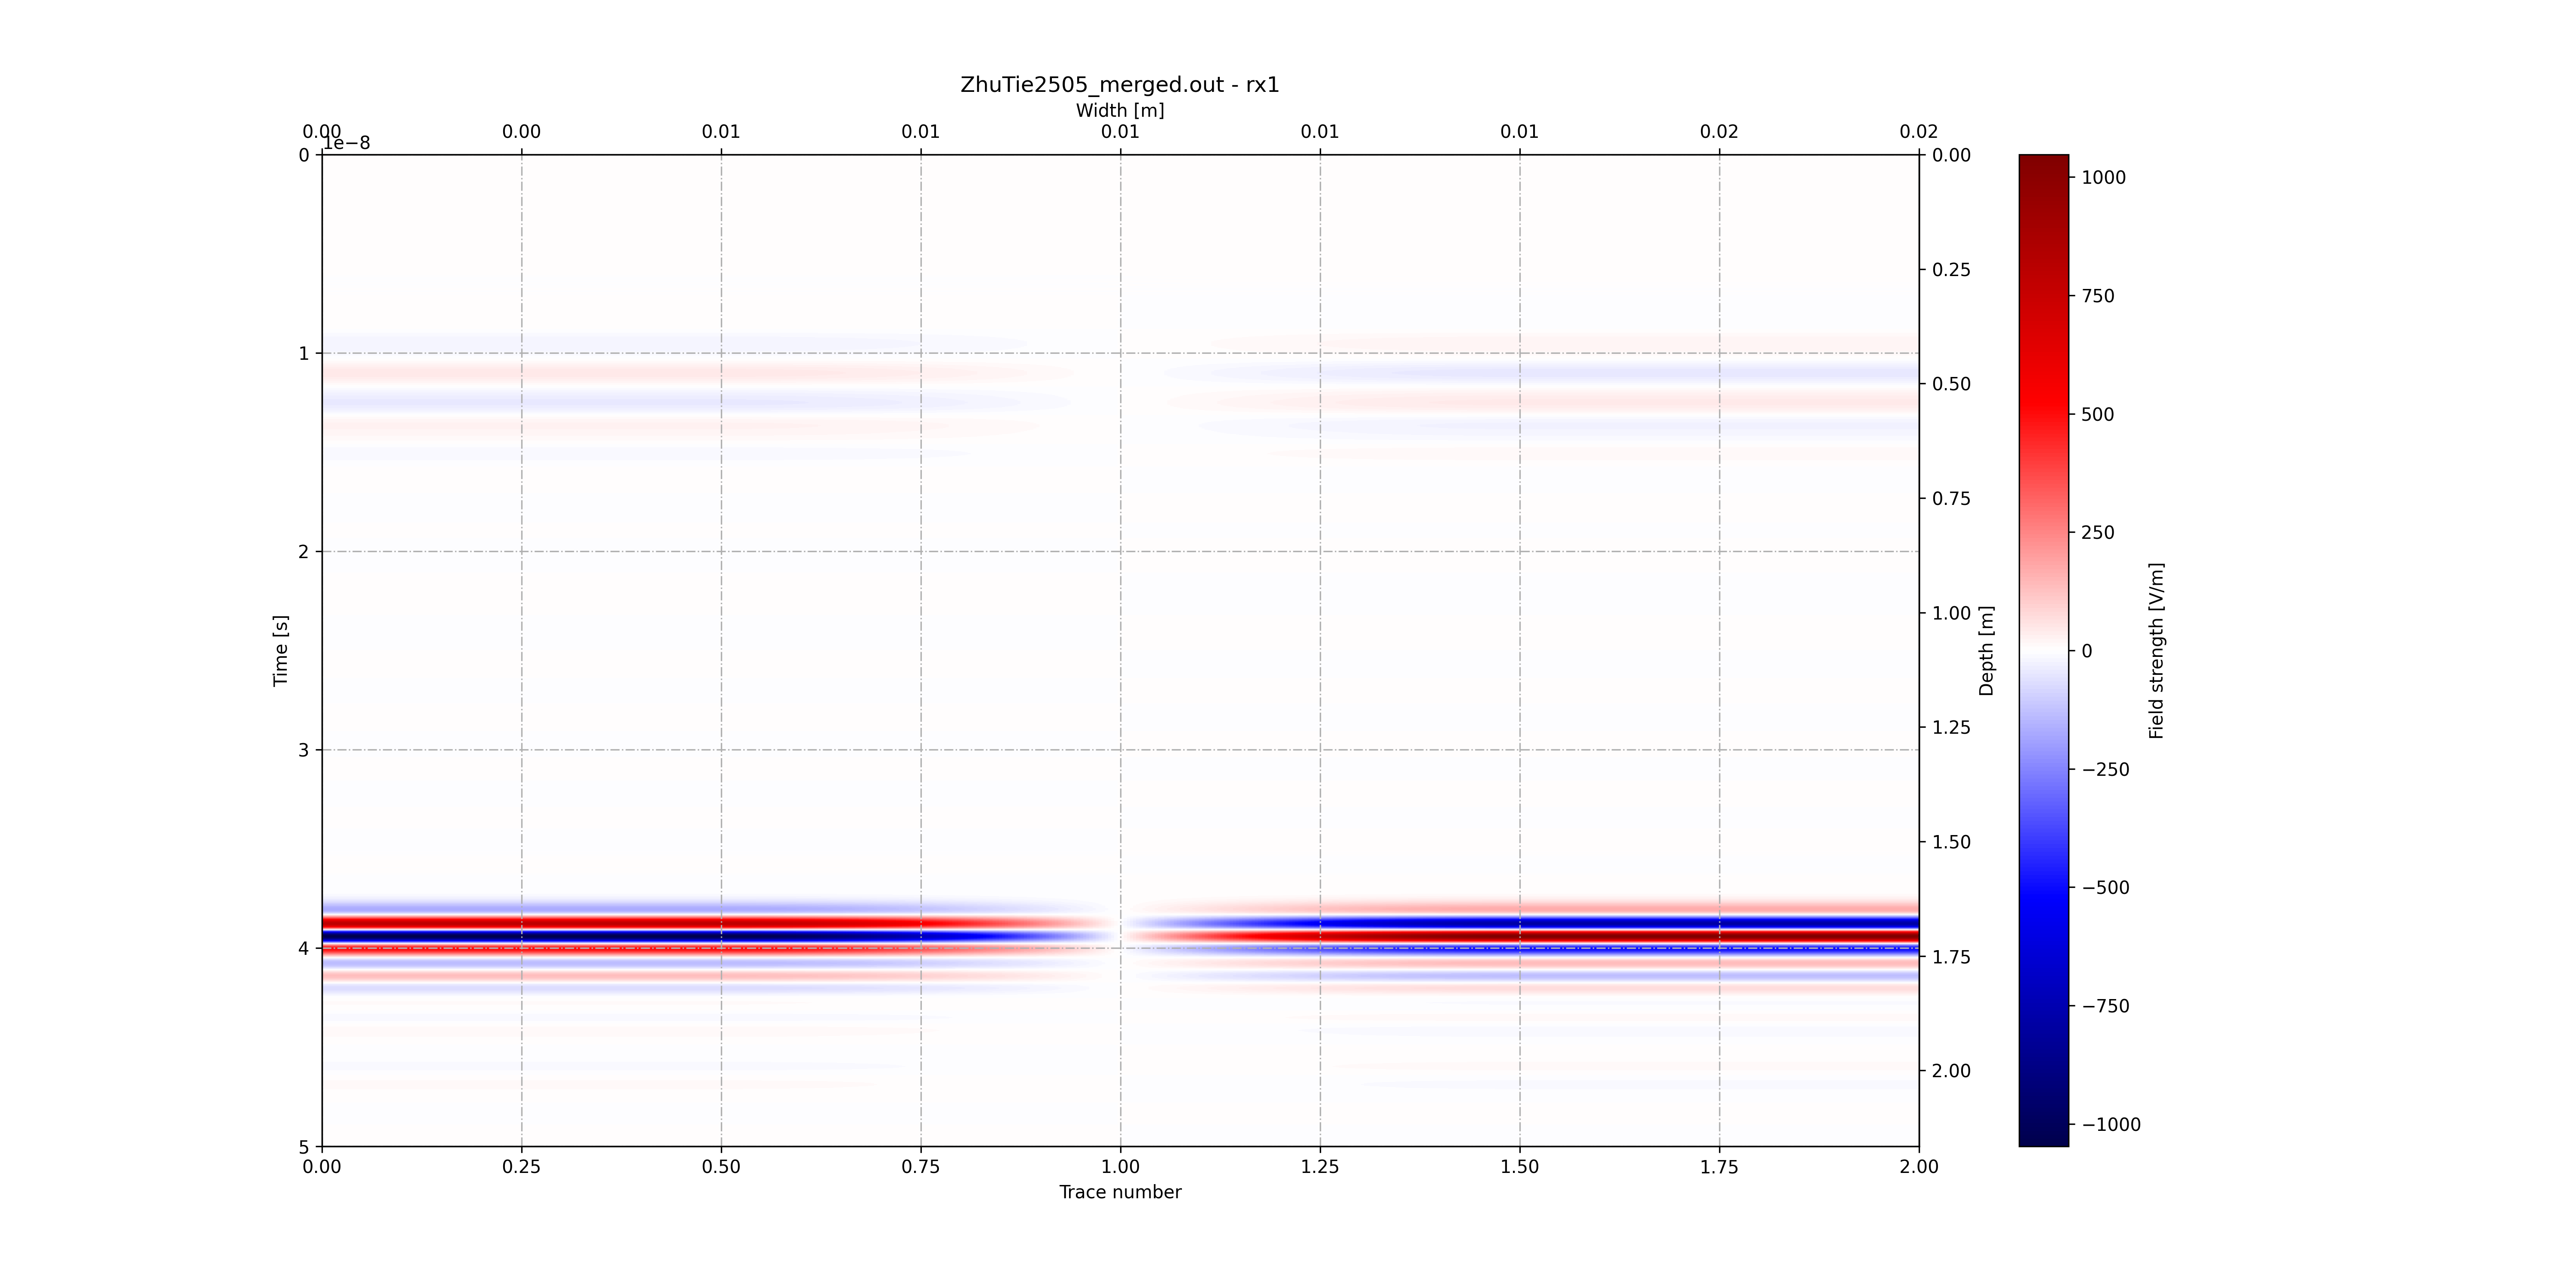 ZhuTie2505_merged.out - rx1
Width [m]
0.00 0.00 0.01 0.01 0.01 0.01 0.01 0.02 0.02
1e−8
0 0.00 1000
0.25
750
1 0.50 500
0.75
2 250
Time [s] 1.00 Depth [m] 0 Field strength [V/m]
1.25
3 −250
1.50
−500
4 1.75 −750
2.00
−1000
5
0.00 0.25 0.50 0.75 1.00 1.25 1.50 1.75 2.00
Trace number